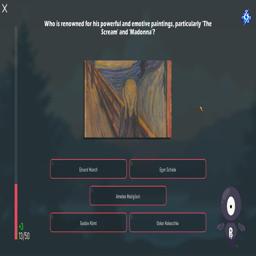 Who is renowned for his powerful and emotive paintings, particularly 'The
Scream' and 'Madonna'?
Edvard Munch
Egon Schiele
Amedeo Modigliani
Gustav Klimt
Oskar Kokoschka
+3
13/50